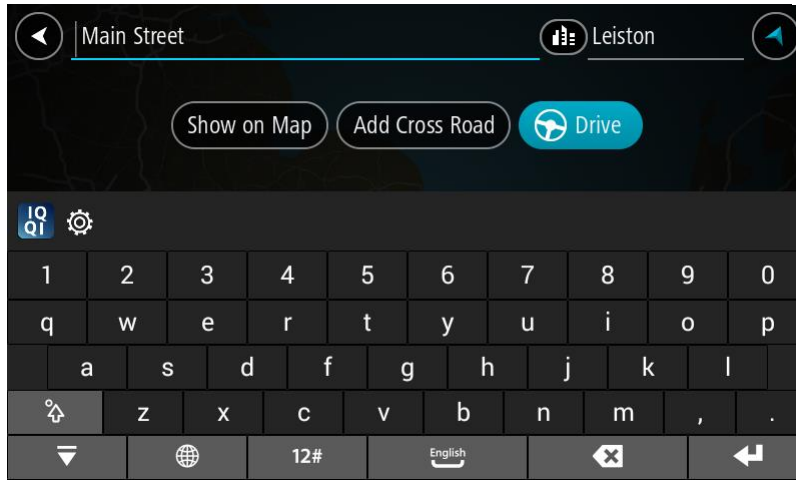 Main Street Leiston
Show on Map Add Cross Road Drive
IQ
QI
1 2 3 4 5 6 7 8 9 0
q w e r t y u i o p
a s d f g h j k l
z x c v b n m , .
12# English